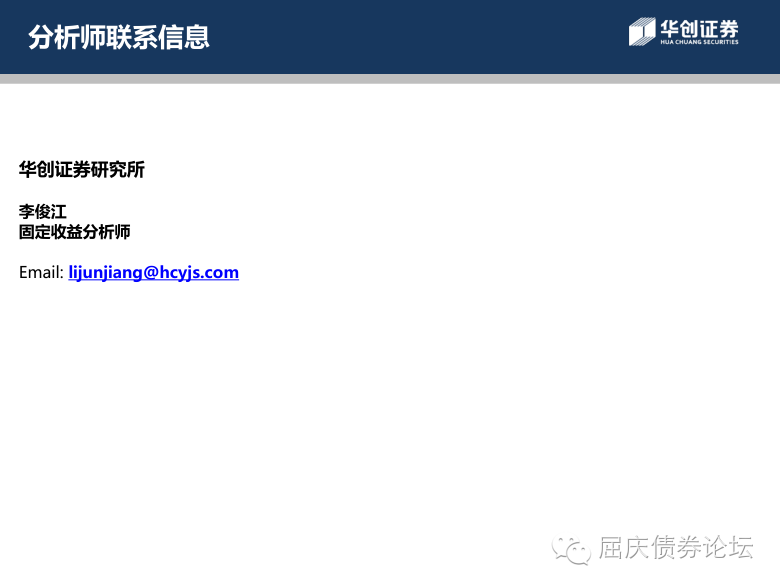 分析师联系信息
华创证券
HUA CHUANG SECURITIES
华创证券研究所
李俊江
固定收益分析师
Email: lijunjiang@hcyjs.com
屈庆债券论坛